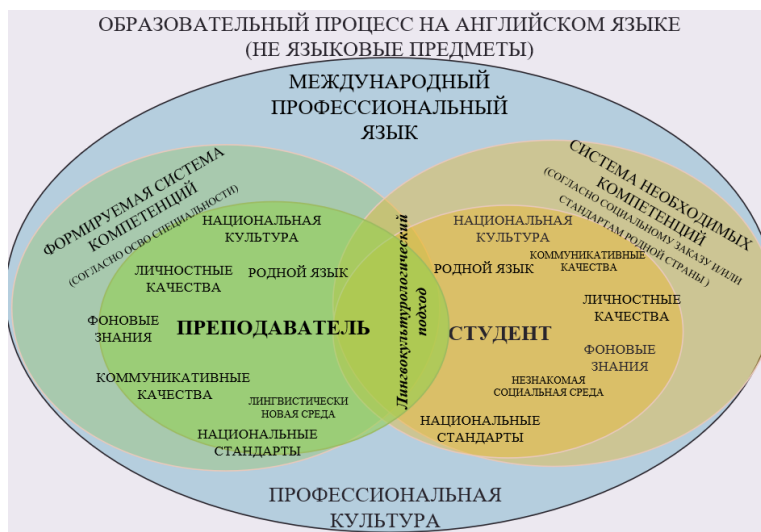 ОБРАЗОВАТЕЛЬНЫЙ ПРОЦЕСС НА АНГЛИЙСКОМ ЯЗЫКЕ
(НЕ ЯЗЫКОВЫЕ ПРЕДМЕТЫ)
МЕЖДУНАРОДНЫЙ
ПРОФЕССИОНАЛЬНЫЙ
ЯЗЫК
ФОРМИРУЕМАЯ СИСТЕМА
КОМПЕТЕНЦИЙ
(СОГЛАСНО ОСВО СПЕЦИАЛЬНОСТИ)
НАЦИОНАЛЬНАЯ
КУЛЬТУРА
ЛИЧНОСТНЫЕ
КАЧЕСТВА
РОДНОЙ ЯЗЫК
ФОНОВЫЕ
ЗНАНИЯ
ПРЕПОДАВАТЕЛЬ
КОММУНИКАТИВНЫЕ
КАЧЕСТВА
ЛИНГВИСТИЧЕСКИ
НОВАЯ СРЕДА
НАЦИОНАЛЬНЫЕ
СТАНДАРТЫ
Лингвокультурологический
подход
СИСТЕМА НЕОБХОДИМЫХ
КОМПЕТЕНЦИЙ
(СОГЛАСНО СОЦИАЛЬНОМУ ЗАКАЗУ И/ИЛИ
СТАНДАРТАМ РОДНОЙ СТРАНЫ)
НАЦИОНАЛЬНАЯ
КУЛЬТУРА
РОДНОЙ ЯЗЫК
КОММУНИКАТИВНЫЕ
КАЧЕСТВА
ЛИЧНОСТНЫЕ
КАЧЕСТВА
СТУДЕНТ
ФОНОВЫЕ
ЗНАНИЯ
НЕЗНАКОМАЯ
СОЦИАЛЬНАЯ СРЕДА
НАЦИОНАЛЬНЫЕ
СТАНДАРТЫ
ПРОФЕССИОНАЛЬНАЯ
КУЛЬТУРА